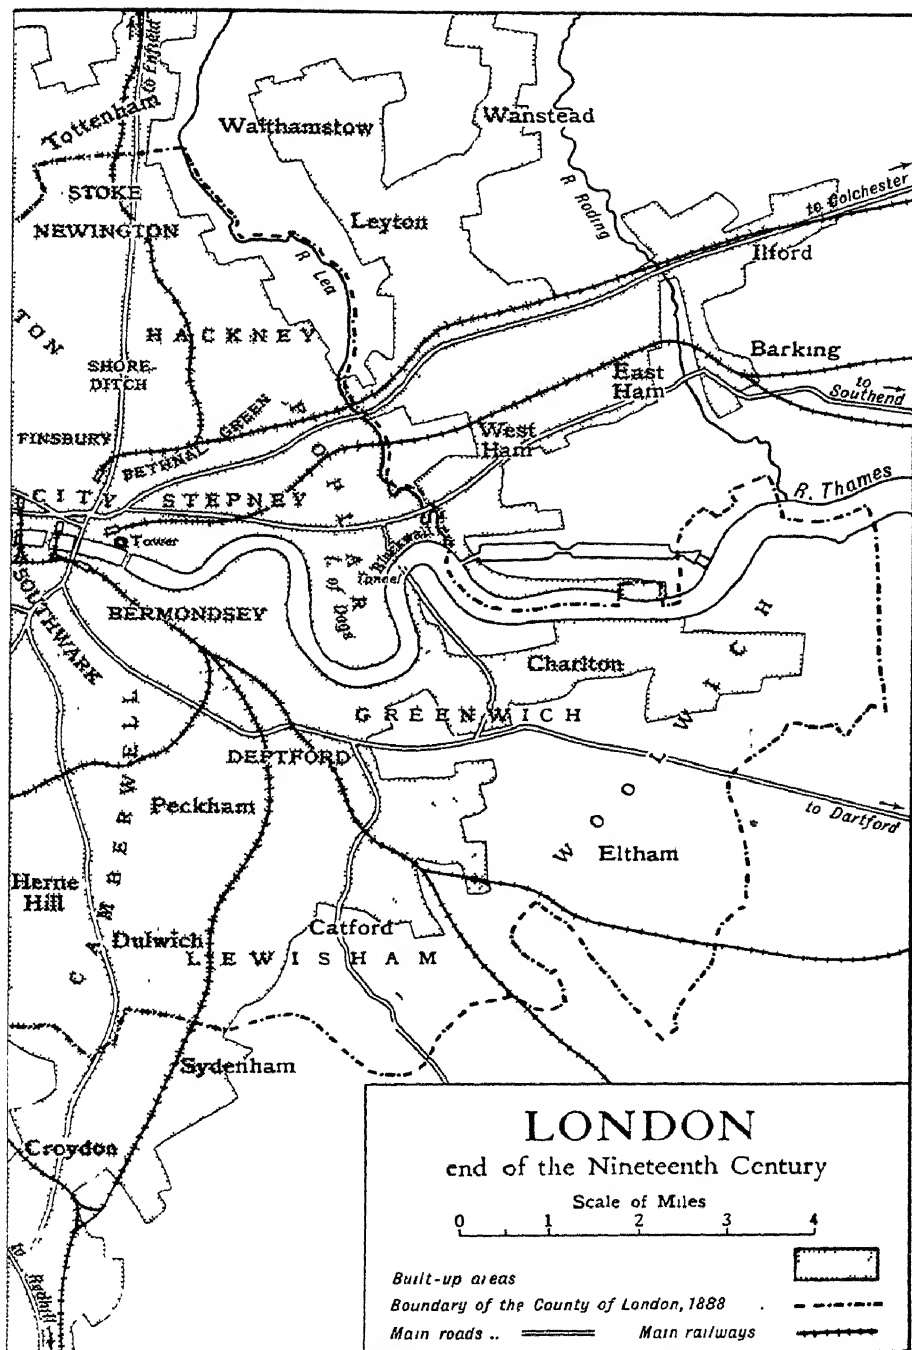 to Enfield
Tottenham
Walthamstow
Wanstead
STOKE
NEWINGTON
Leyton
R Roding
to Colchester
R Lea
Ilford
TON
HACKNEY
SHORE-
DITCH
Barking
East
Ham
to
Southend
FINSBURY
BETHNAL GREEN
West
Ham
POPLAR
CITY
STEPNEY
R. Thames
Tower
Blackwall
Tunnel
I. of Dogs
SOUTHWARK
BERMONDSEY
Charlton
GREENWICH
WOOLWICH
DEPTFORD
CAMBERWELL
Peckham
to Dartford
Eltham
Herne
Hill
Dulwich
Catford
LEWISHAM
Sydenham
Croydon
to Redhill
LONDON
end of the Nineteenth Century
Scale of Miles
0 1 2 3 4
Built-up areas
Boundary of the County of London, 1888 .
Main roads .. Main railways